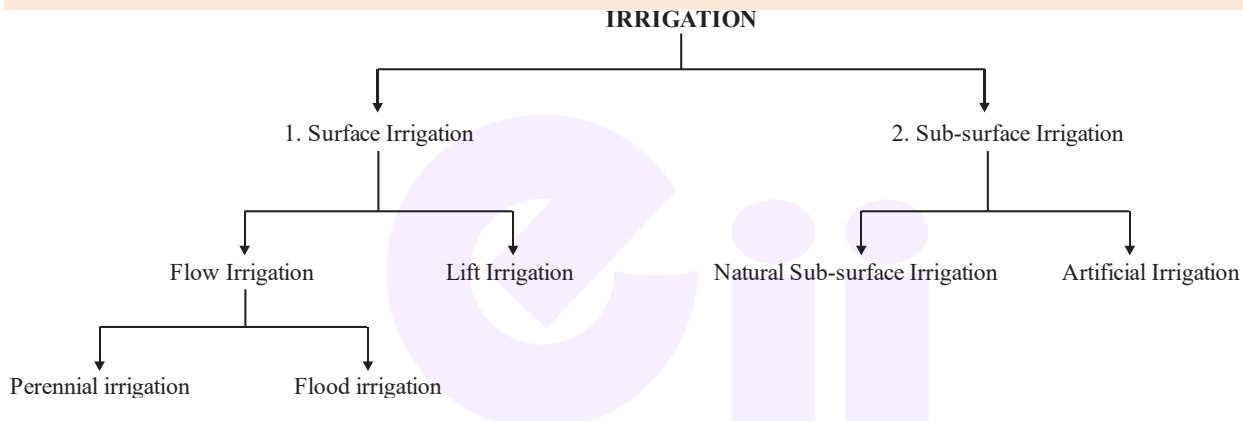 IRRIGATION
1. Surface Irrigation
2. Sub-surface Irrigation
Flow Irrigation
Lift Irrigation
Natural Sub-surface Irrigation
Artificial Irrigation
Perennial irrigation
Flood irrigation
eii